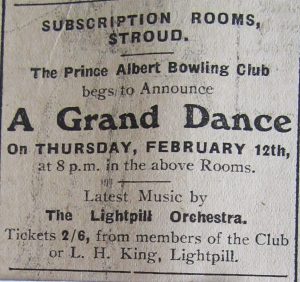 SUBSCRIPTION ROOMS,
STROUD.
The Prince Albert Bowling Club
begs to Announce
A Grand Dance
On THURSDAY, FEBRUARY 12th,
at 8 p.m. in the above Rooms.
Latest Music by
The Lightpill Orchestra.
Tickets 2/6, from members of the Club
or L. H. King, Lightpill.